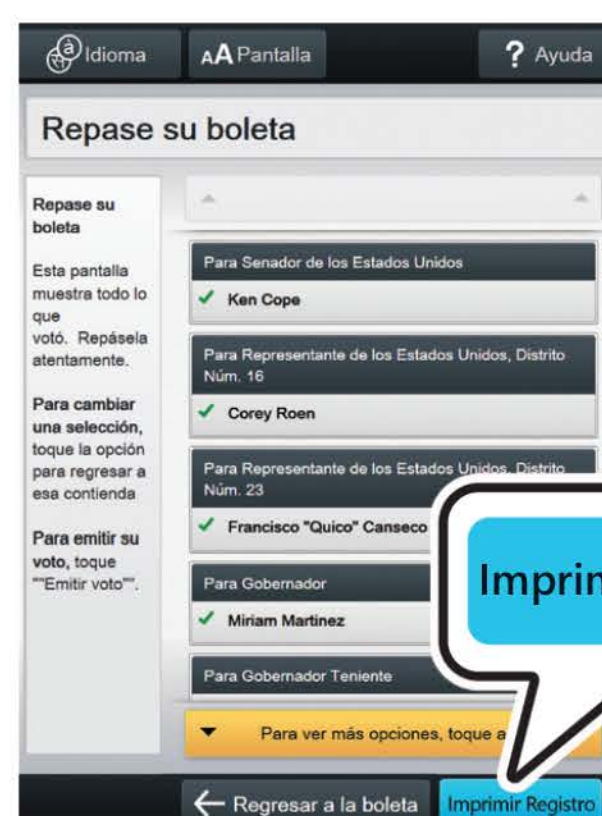 Idioma
AA Pantalla
? Ayuda
Repase su boleta
Repase su
boleta
Esta pantalla
muestra todo lo
que
votó. Repásela
atentamente.
Para cambiar
una selección,
toque la opción
para regresar a
esa contienda
Para emitir su
voto, toque
""Emitir voto"".
Para Senador de los Estados Unidos
Ken Cope
Para Representante de los Estados Unidos, Distrito
Núm. 16
Corey Roen
Para Representante de los Estados Unidos, Distrito
Núm. 23
Francisco "Quico" Canseco
Para Gobernador
Miriam Martinez
Para Gobernador Teniente
Para ver más opciones, toque
Regresar a la boleta
Imprimir Registro